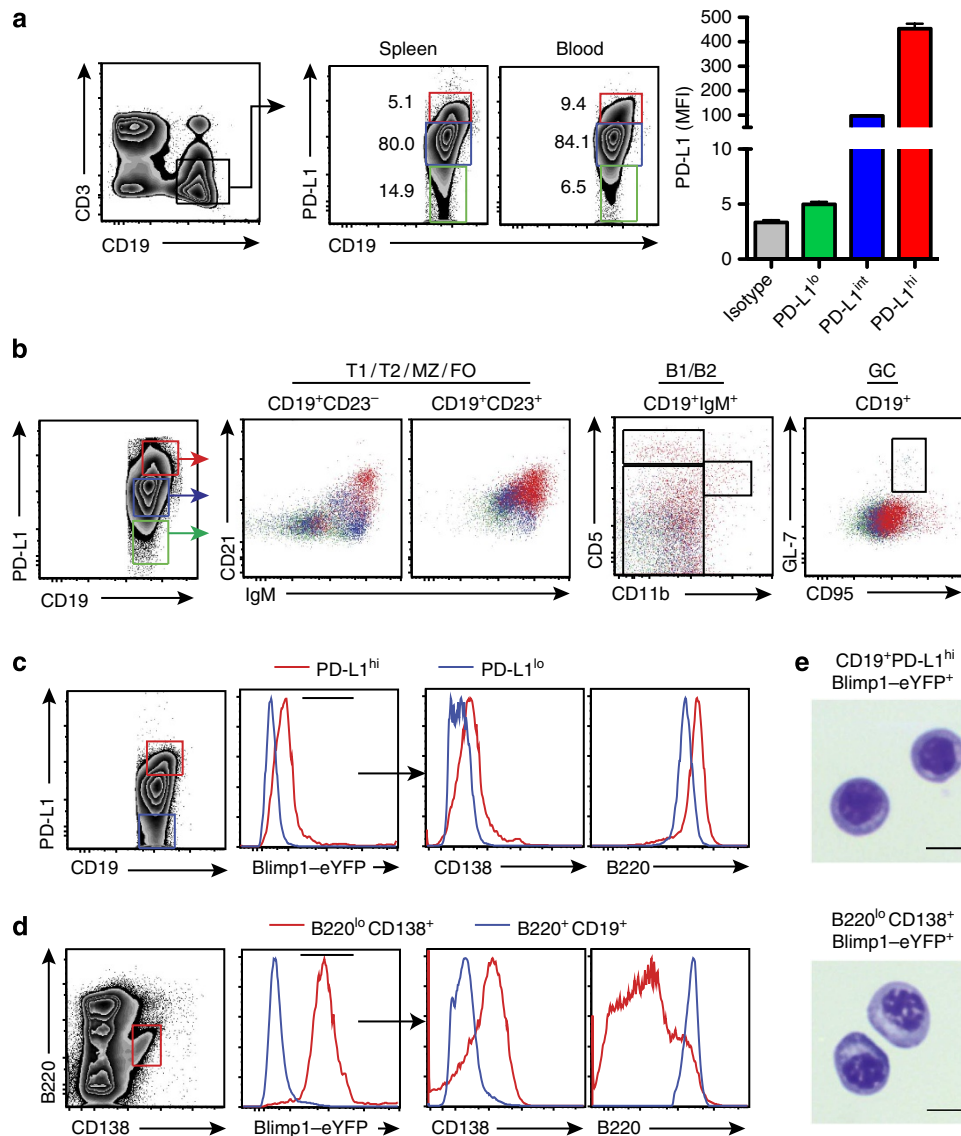 a
CD3
CD19
Spleen
Blood
5.1
80.0
14.9
9.4
84.1
6.5
PD-L1
CD19
PD-L1 (MFI)
500
400
300
200
100
10
5
0
Isotype
PD-L1lo
PD-L1int
PD-L1hi
b
T1/T2/MZ/FO
B1/B2
GC
CD19+CD23−
CD19+CD23+
CD19+IgM+
CD19+
PD-L1
CD19
CD21
IgM
CD5
CD11b
GL-7
CD95
c
PD-L1hi
PD-L1lo
PD-L1
CD19
Blimp1–eYFP
CD138
B220
d
B220lo CD138+
B220+ CD19+
B220
CD138
Blimp1–eYFP
CD138
B220
e
CD19+PD-L1hi
Blimp1–eYFP+
B220lo CD138+
Blimp1–eYFP+